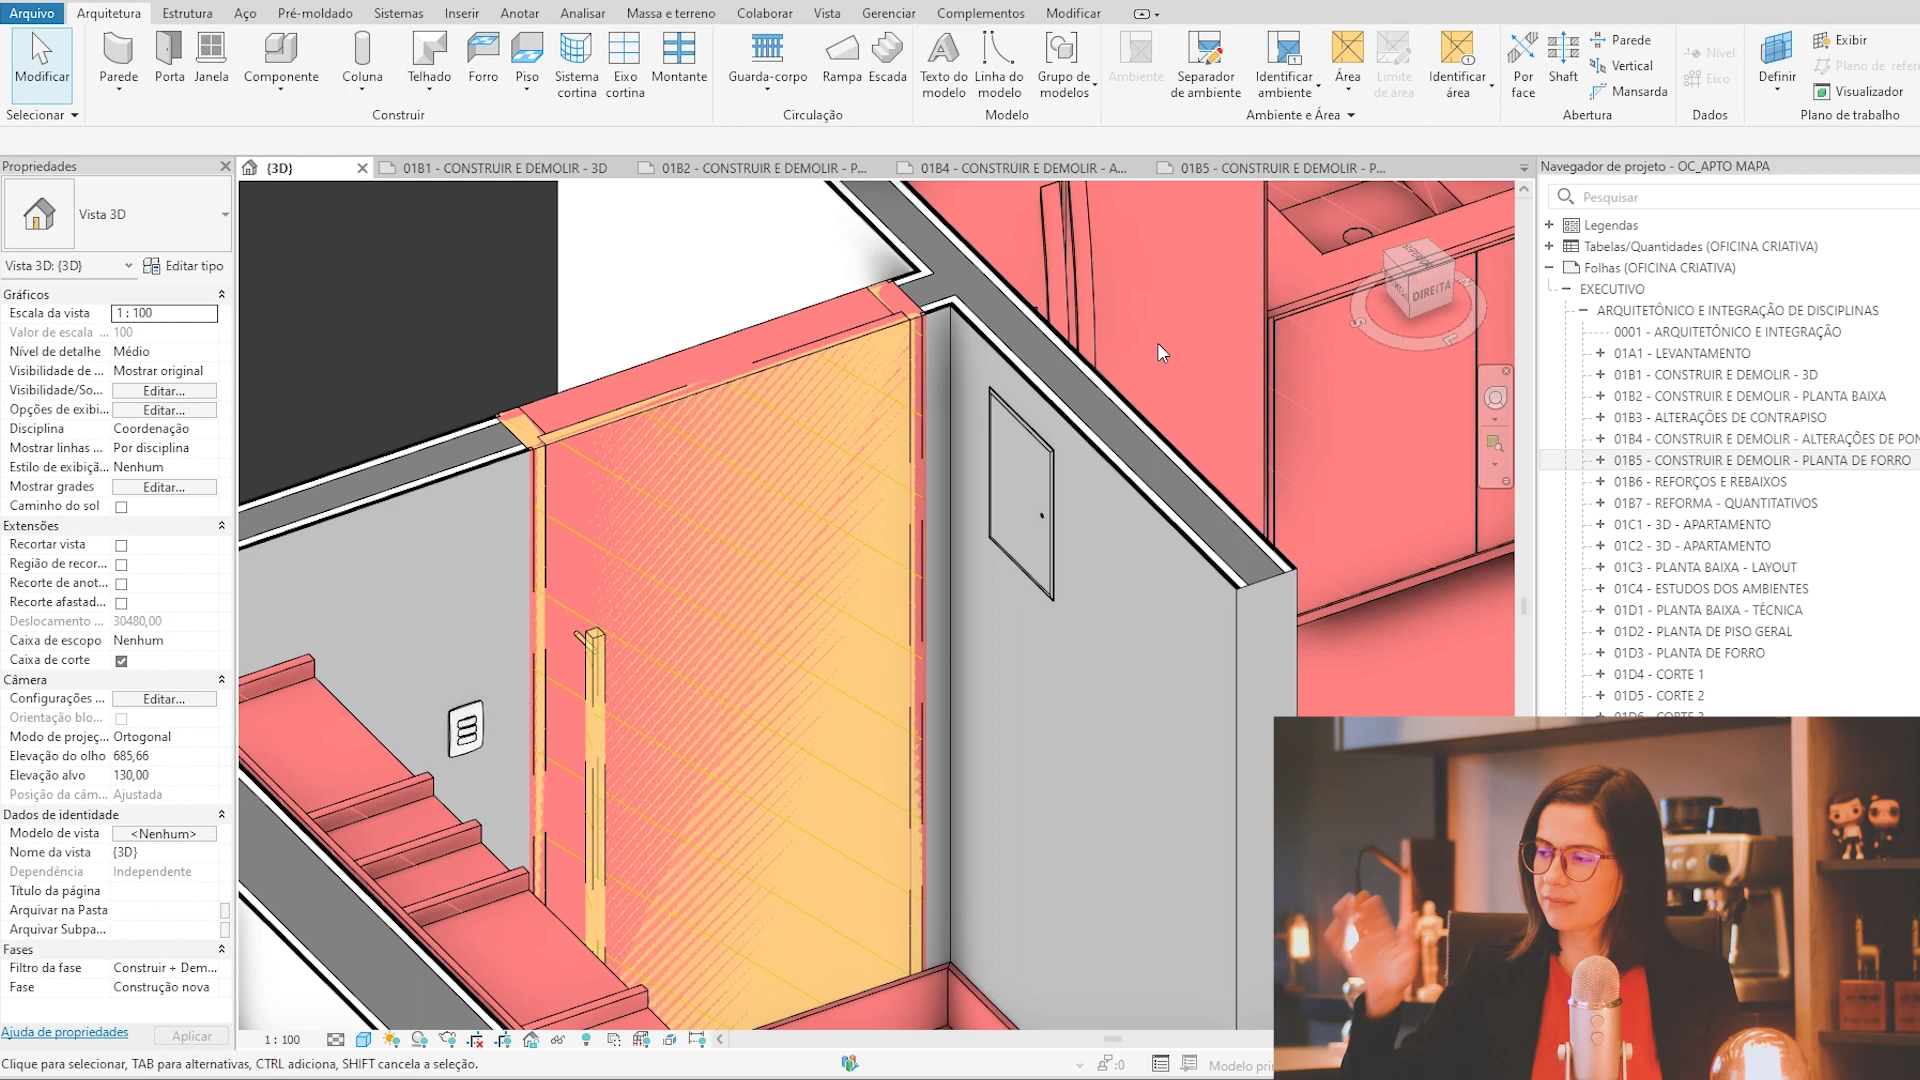 Arquivo Arquitetura Estrutura Aço Pré-moldado Sistemas Inserir Anotar Analisar Massa e terreno Colaborar Vista Gerenciar Complementos Modificar
Modificar Parede Porta Janela Componente Coluna Telhado Forro Piso Sistema cortina Eixo cortina Montante Guarda-corpo Rampa Escada Texto do modelo Linha do modelo Grupo de modelos Ambiente Separador de ambiente Identificar ambiente Área Limite de área Identificar área Por face Shaft Parede Vertical Mansarda Nível Eixo Definir Exibir Plano de refer Visualizador
Selecionar Construir Circulação Modelo Ambiente e Área Abertura Dados Plano de trabalho
Propriedades
Vista 3D
Vista 3D: {3D} Editar tipo
Gráficos
Escala da vista 1 : 100
Valor de escala ... 100
Nível de detalhe Médio
Visibilidade de ... Mostrar original
Visibilidade/So... Editar...
Opções de exibi... Editar...
Disciplina Coordenação
Mostrar linhas ... Por disciplina
Estilo de exibiçã... Nenhum
Mostrar grades Editar...
Caminho do sol
Extensões
Recortar vista
Região de recor...
Recorte de anot...
Recorte afastad...
Deslocamento ... 30480,00
Caixa de escopo Nenhum
Caixa de corte
Câmera
Configurações ... Editar...
Orientação blo...
Modo de projeç... Ortogonal
Elevação do olho 685,66
Elevação alvo 130,00
Posição da câm... Ajustada
Dados de identidade
Modelo de vista <Nenhum>
Nome da vista {3D}
Dependência Independente
Título da página
Arquivar na Pasta
Arquivar Subpa...
Fases
Filtro da fase Construir + Dem...
Fase Construção nova
Ajuda de propriedades Aplicar
{3D} 01B1 - CONSTRUIR E DEMOLIR - 3D 01B2 - CONSTRUIR E DEMOLIR - P... 01B4 - CONSTRUIR E DEMOLIR - A... 01B5 - CONSTRUIR E DEMOLIR - P...
DIREITA
Navegador de projeto - OC_APTO MAPA
Pesquisar
Legendas
Tabelas/Quantidades (OFICINA CRIATIVA)
Folhas (OFICINA CRIATIVA)
EXECUTIVO
ARQUITETÔNICO E INTEGRAÇÃO DE DISCIPLINAS
0001 - ARQUITETÔNICO E INTEGRAÇÃO
01A1 - LEVANTAMENTO
01B1 - CONSTRUIR E DEMOLIR - 3D
01B2 - CONSTRUIR E DEMOLIR - PLANTA BAIXA
01B3 - ALTERAÇÕES DE CONTRAPISO
01B4 - CONSTRUIR E DEMOLIR - ALTERAÇÕES DE PON
01B5 - CONSTRUIR E DEMOLIR - PLANTA DE FORRO
01B6 - REFORÇOS E REBAIXOS
01B7 - REFORMA - QUANTITATIVOS
01C1 - 3D - APARTAMENTO
01C2 - 3D - APARTAMENTO
01C3 - PLANTA BAIXA - LAYOUT
01C4 - ESTUDOS DOS AMBIENTES
01D1 - PLANTA BAIXA - TÉCNICA
01D2 - PLANTA DE PISO GERAL
01D3 - PLANTA DE FORRO
01D4 - CORTE 1
01D5 - CORTE 2
1 : 100
Clique para selecionar, TAB para alternativas, CTRL adiciona, SHIFT cancela a seleção. :0 Modelo pri